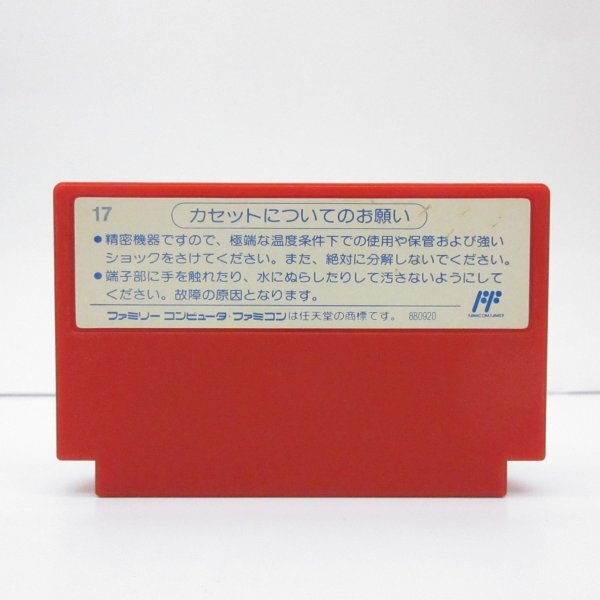 17
カセットについてのお願い
●精密機器ですので、極端な温度条件下での使用や保管および強い
ショックをさけてください。また、絶対に分解しないでください。
●端子部に手を触れたり、水にぬらしたりして汚さないようにして
ください。故障の原因となります。
ファミリー コンピュータ・ファミコンは任天堂の商標です。 880920
FAMICOM FAMILY